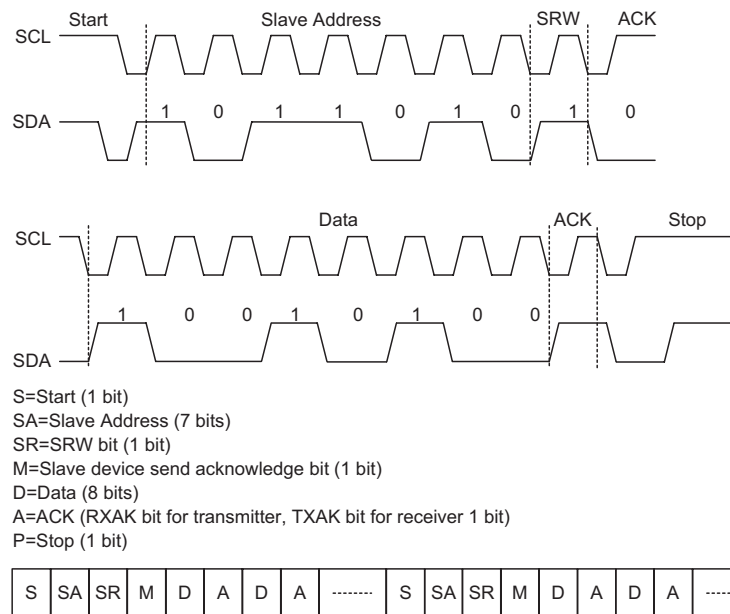 Start Slave Address SRW ACK
SCL
1 0 1 1 0 1 0 1 0
SDA
Data ACK Stop
SCL
1 0 0 1 0 1 0 0
SDA
S=Start (1 bit)
SA=Slave Address (7 bits)
SR=SRW bit (1 bit)
M=Slave device send acknowledge bit (1 bit)
D=Data (8 bits)
A=ACK (RXAK bit for transmitter, TXAK bit for receiver 1 bit)
P=Stop (1 bit)
S SA SR M D A D A ······· S SA SR M D A D A ·····